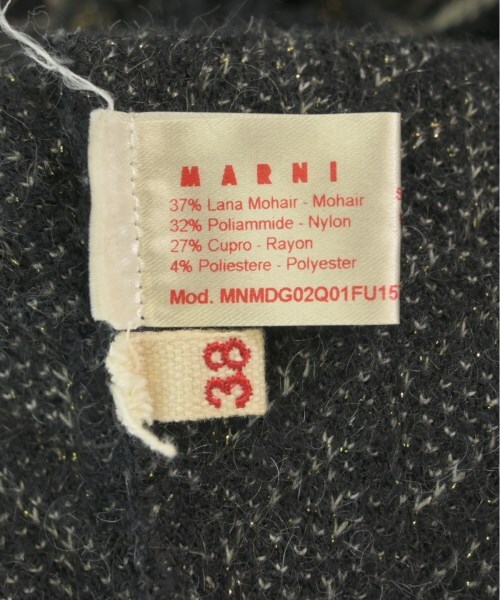 MARNI
37% Lana Mohair - Mohair
32% Poliammide - Nylon
27% Cupro - Rayon
4% Poliestere - Polyester
Mod. MNMDG02Q01FU15
38